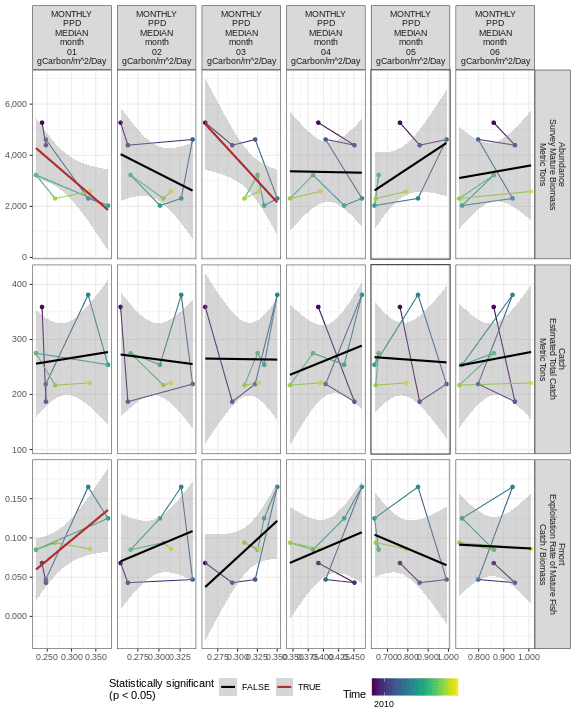 MONTHLY
PPD
MEDIAN
month
01
gCarbon/m^2/Day
MONTHLY
PPD
MEDIAN
month
02
gCarbon/m^2/Day
MONTHLY
PPD
MEDIAN
month
03
gCarbon/m^2/Day
MONTHLY
PPD
MEDIAN
month
04
gCarbon/m^2/Day
MONTHLY
PPD
MEDIAN
month
05
gCarbon/m^2/Day
MONTHLY
PPD
MEDIAN
month
06
gCarbon/m^2/Day
6,000
4,000
2,000
0
Abundance
Survey Mature Biomass
Metric Tons
400
300
200
100
Catch
Estimated Total Catch
Metric Tons
0.150
0.100
0.050
0.000
Fmort
Exploitation Rate of Mature Fish
Catch / Biomass
0.250 0.300 0.350
0.275 0.300 0.325
0.275 0.300 0.325 0.350
0.350 0.375 0.400 0.425 0.450
0.700 0.800 0.900 1.000
0.800 0.900 1.000
Statistically significant
(p < 0.05)
FALSE
TRUE
Time
2010